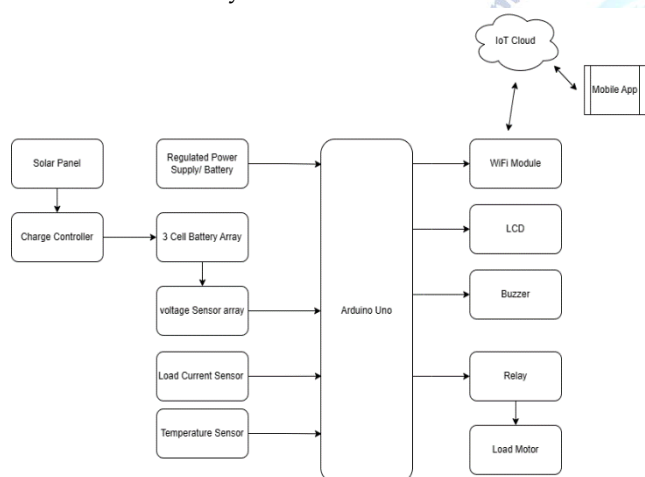 IoT Cloud
Mobile App
Solar Panel
Regulated Power
Supply/ Battery
WiFi Module
Charge Controller
3 Cell Battery Array
LCD
voltage Sensor array
Arduino Uno
Buzzer
Load Current Sensor
Relay
Temperature Sensor
Load Motor